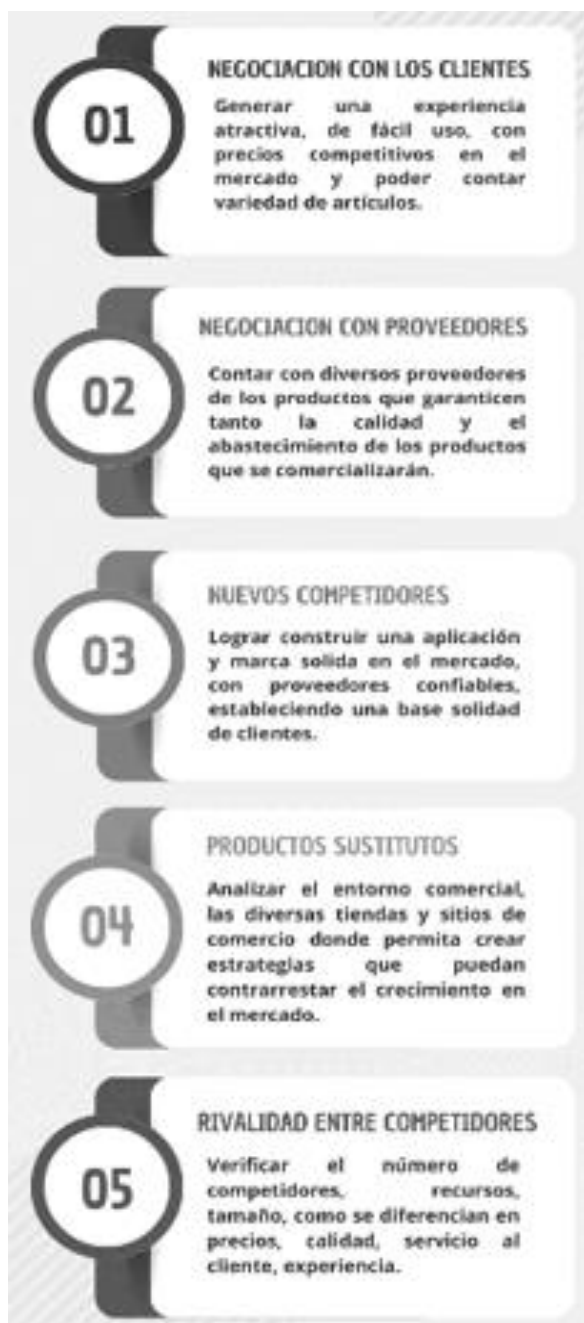 01
NEGOCIACION CON LOS CLIENTES
Generar una experiencia
atractiva, de fácil uso, con
precios competitivos en el
mercado y poder contar
variedad de artículos.
02
NEGOCIACION CON PROVEEDORES
Contar con diversos proveedores
de los productos que garanticen
tanto la calidad y el
abastecimiento de los productos
que se comercializarán.
03
NUEVOS COMPETIDORES
Lograr construir una aplicación
y marca solida en el mercado,
con proveedores confiables,
estableciendo una base solidad
de clientes.
04
PRODUCTOS SUSTITUTOS
Analizar el entorno comercial,
las diversas tiendas y sitios de
comercio donde permita crear
estrategias que puedan
contrarrestar el crecimiento en
el mercado.
05
RIVALIDAD ENTRE COMPETIDORES
Verificar el número de
competidores, recursos,
tamaño, como se diferencian en
precios, calidad, servicio al
cliente, experiencia.